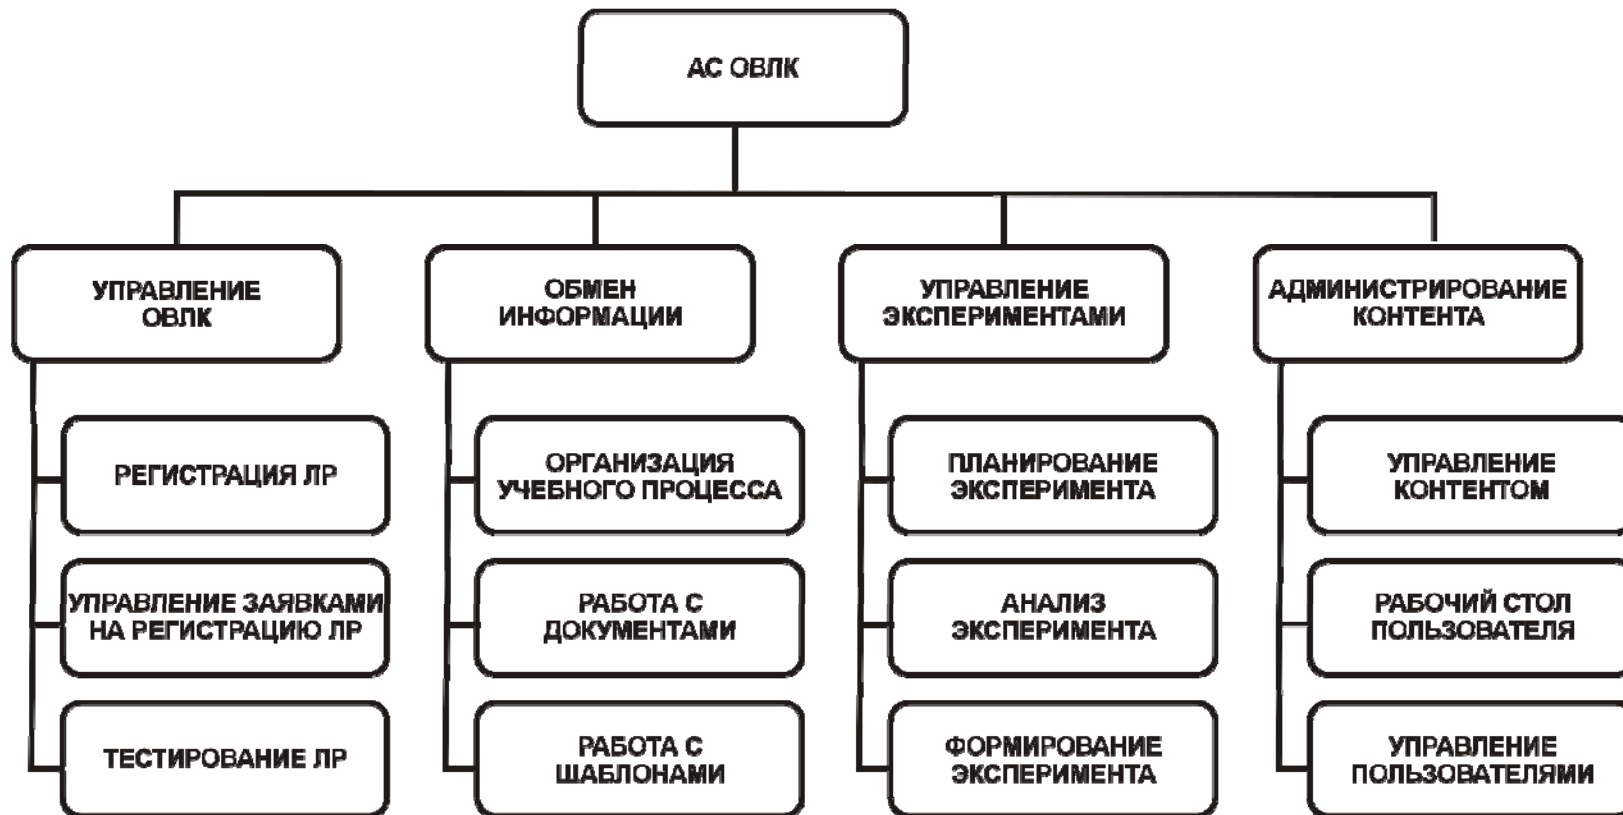 АС ОВЛК
УПРАВЛЕНИЕ
ОВЛК
ОБМЕН
ИНФОРМАЦИИ
УПРАВЛЕНИЕ
ЭКСПЕРИМЕНТАМИ
АДМИНИСТРИРОВАНИЕ
КОНТЕНТА
РЕГИСТРАЦИЯ ЛР
ОРГАНИЗАЦИЯ
УЧЕБНОГО ПРОЦЕССА
ПЛАНИРОВАНИЕ
ЭКСПЕРИМЕНТА
УПРАВЛЕНИЕ
КОНТЕНТОМ
УПРАВЛЕНИЕ ЗАЯВКАМИ
НА РЕГИСТРАЦИЮ ЛР
РАБОТА С
ДОКУМЕНТАМИ
АНАЛИЗ
ЭКСПЕРИМЕНТА
РАБОЧИЙ СТОЛ
ПОЛЬЗОВАТЕЛЯ
ТЕСТИРОВАНИЕ ЛР
РАБОТА С
ШАБЛОНАМИ
ФОРМИРОВАНИЕ
ЭКСПЕРИМЕНТА
УПРАВЛЕНИЕ
ПОЛЬЗОВАТЕЛЯМИ